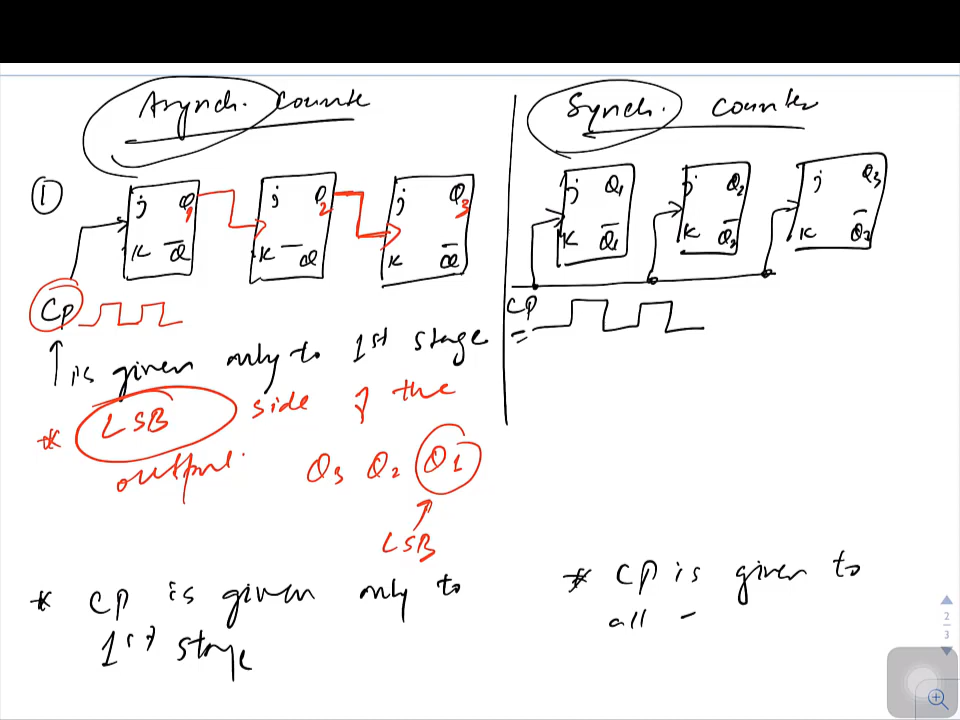 Asynch. counter
①
j Q1
K Q̅
j Q2
K Q̅
j Q3
K Q̅
Cp
is given only to 1st stage
* LSB side of the
output.
Q3 Q2 Q1
LSB
* CP is given only to
1st stage
Synch. counter
j Q1
K Q̅1
j Q2
K Q̅2
j Q3
K Q̅3
CP
* CP is given to
all -
2
3